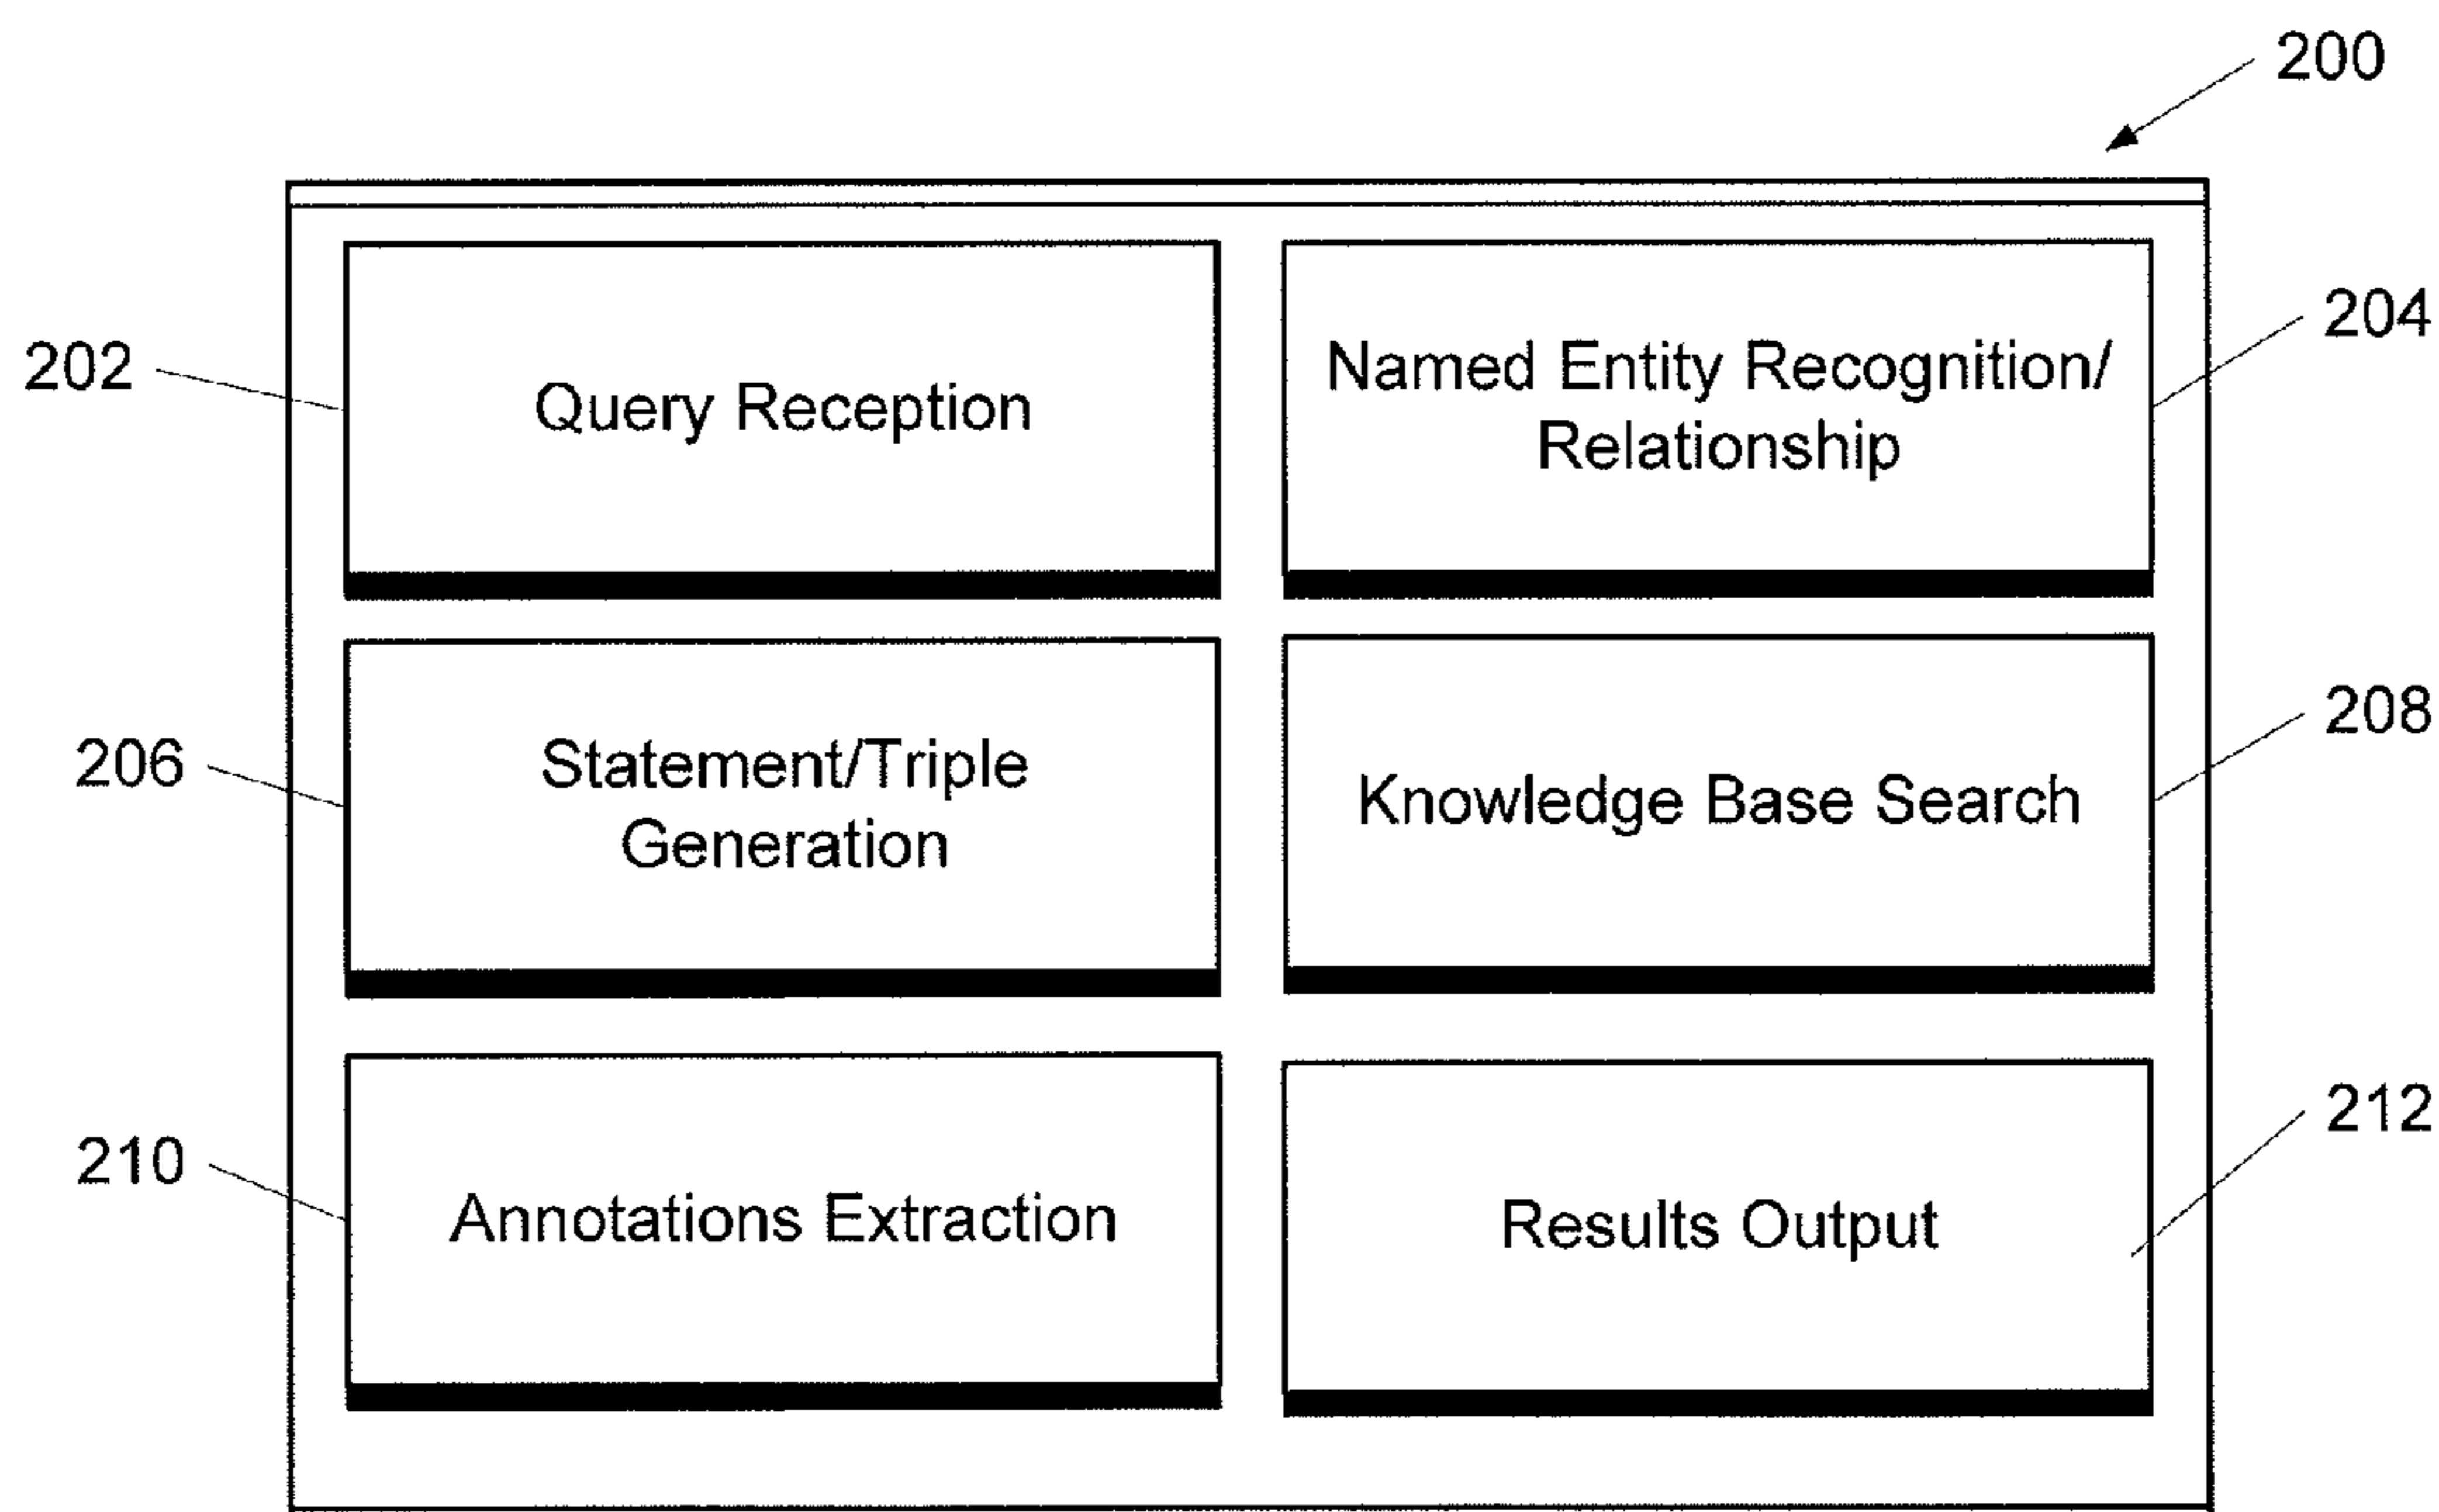 200
202
Query Reception
Named Entity Recognition/
Relationship
204
206
Statement/Triple
Generation
Knowledge Base Search
208
210
Annotations Extraction
Results Output
212